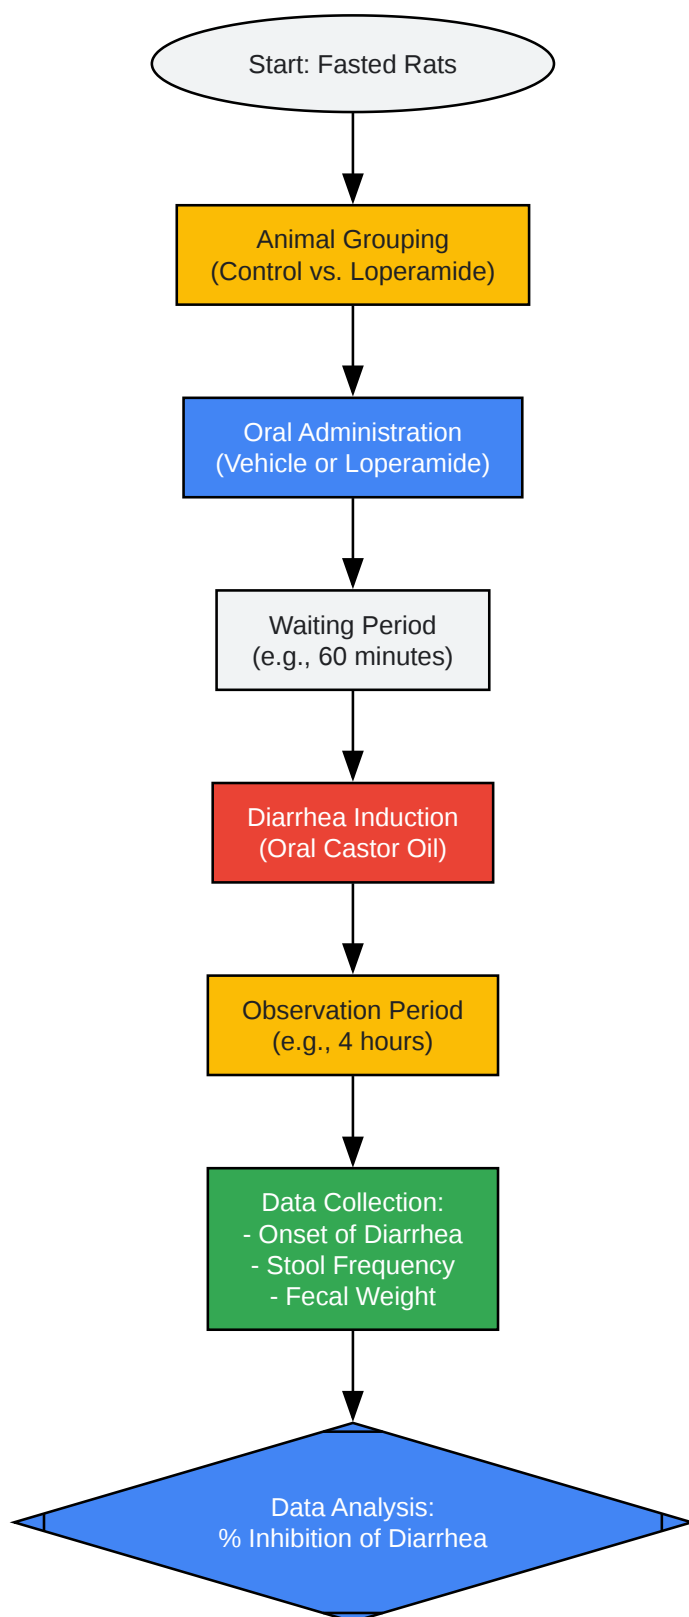 Start: Fasted Rats
Animal Grouping
(Control vs. Loperamide)
Oral Administration
(Vehicle or Loperamide)
Waiting Period
(e.g., 60 minutes)
Diarrhea Induction
(Oral Castor Oil)
Observation Period
(e.g., 4 hours)
Data Collection:
- Onset of Diarrhea
- Stool Frequency
- Fecal Weight
Data Analysis:
% Inhibition of Diarrhea